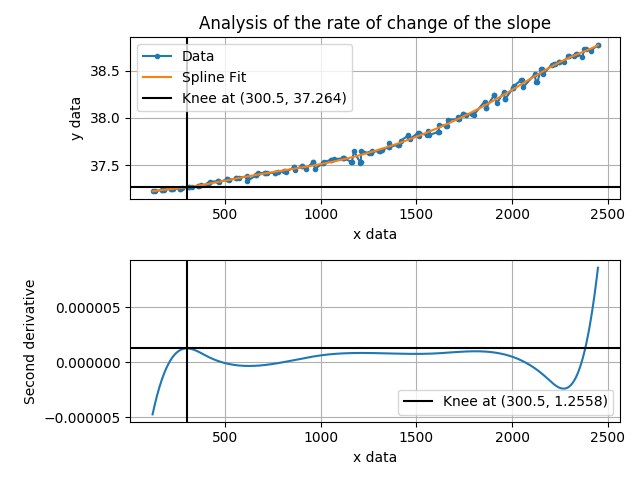 Analysis of the rate of change of the slope
Data
Spline Fit
Knee at (300.5, 37.264)
y data
38.5
38.0
37.5
500 1000 1500 2000 2500
x data
Second derivative
0.000005
0.000000
−0.000005
Knee at (300.5, 1.2558)
500 1000 1500 2000 2500
x data